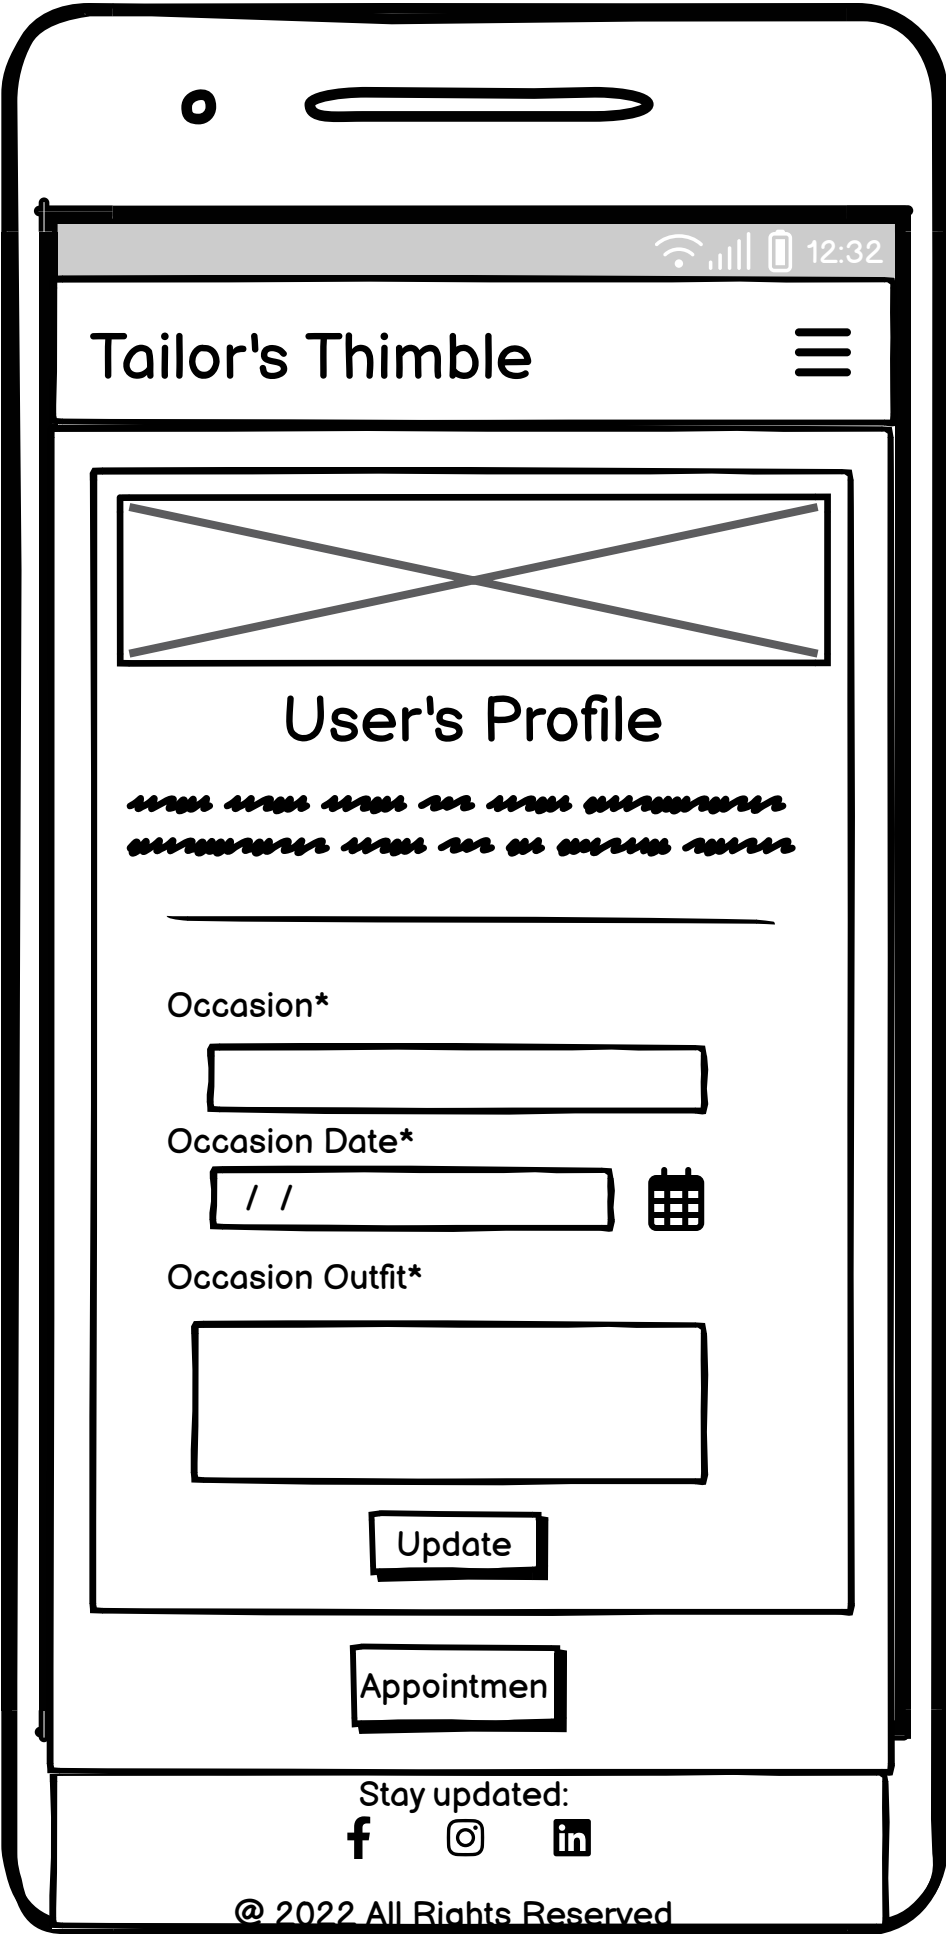 12:32
Tailor's Thimble
User's Profile
Occasion*
Occasion Date*
/ /
Occasion Outfit*
Update
Appointmen
Stay updated:
@ 2022 All Rights Reserved